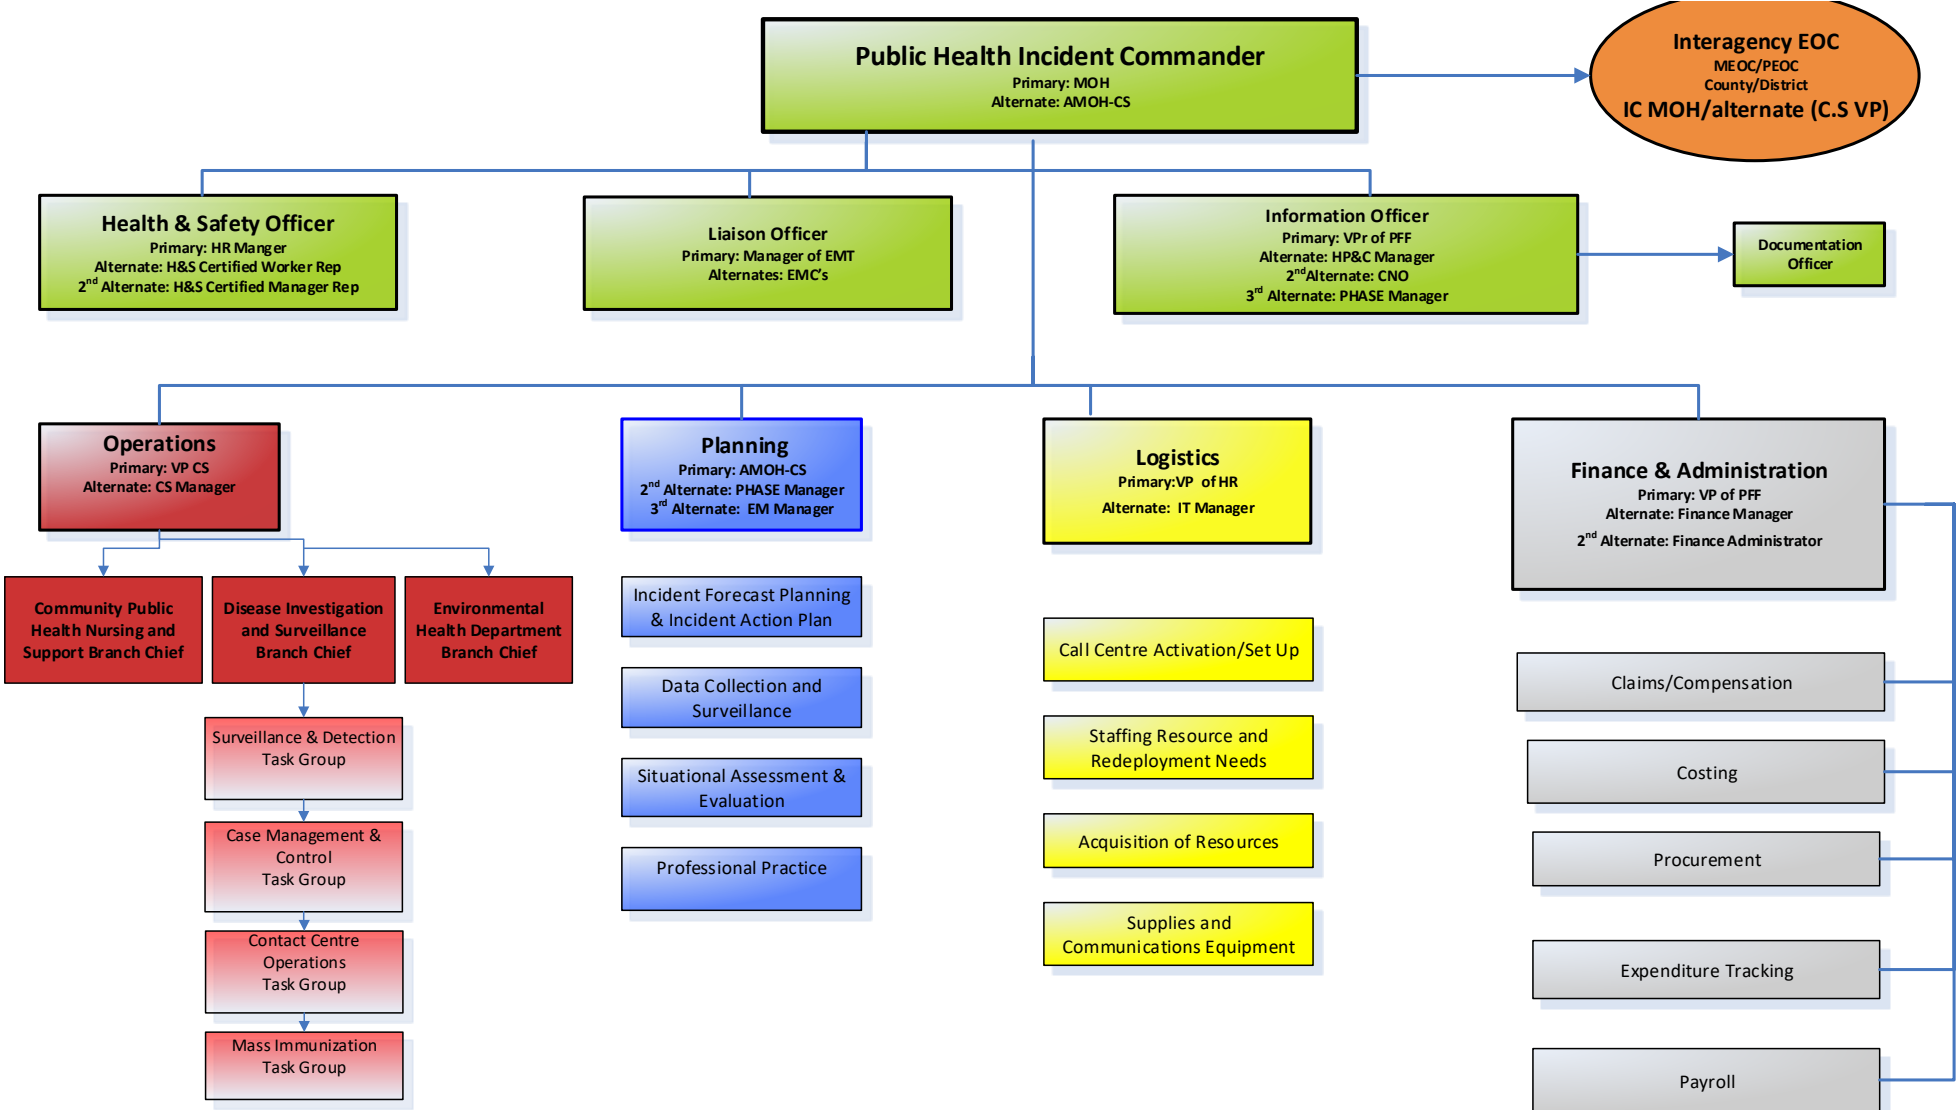 Public Health Incident Commander
Primary: MOH
Alternate: AMOH-CS
Interagency EOC
MEOC/PEOC
County/District
IC MOH/alternate (C.S VP)
Health & Safety Officer
Primary: HR Manger
Alternate: H&S Certified Worker Rep
2nd Alternate: H&S Certified Manager Rep
Liaison Officer
Primary: Manager of EMT
Alternates: EMC's
Information Officer
Primary: VPr of PFF
Alternate: HP&C Manager
2ndAlternate: CNO
3rd Alternate: PHASE Manager
Documentation
Officer
Operations
Primary: VP CS
Alternate: CS Manager
Planning
Primary: AMOH-CS
2nd Alternate: PHASE Manager
3rd Alternate: EM Manager
Logistics
Primary:VP of HR
Alternate: IT Manager
Finance & Administration
Primary: VP of PFF
Alternate: Finance Manager
2nd Alternate: Finance Administrator
Community Public
Health Nursing and
Support Branch Chief
Disease Investigation
and Surveillance
Branch Chief
Environmental
Health Department
Branch Chief
Surveillance & Detection
Task Group
Case Management &
Control
Task Group
Contact Centre
Operations
Task Group
Mass Immunization
Task Group
Incident Forecast Planning
& Incident Action Plan
Data Collection and
Surveillance
Situational Assessment &
Evaluation
Professional Practice
Call Centre Activation/Set Up
Staffing Resource and
Redeployment Needs
Acquisition of Resources
Supplies and
Communications Equipment
Claims/Compensation
Costing
Procurement
Expenditure Tracking
Payroll